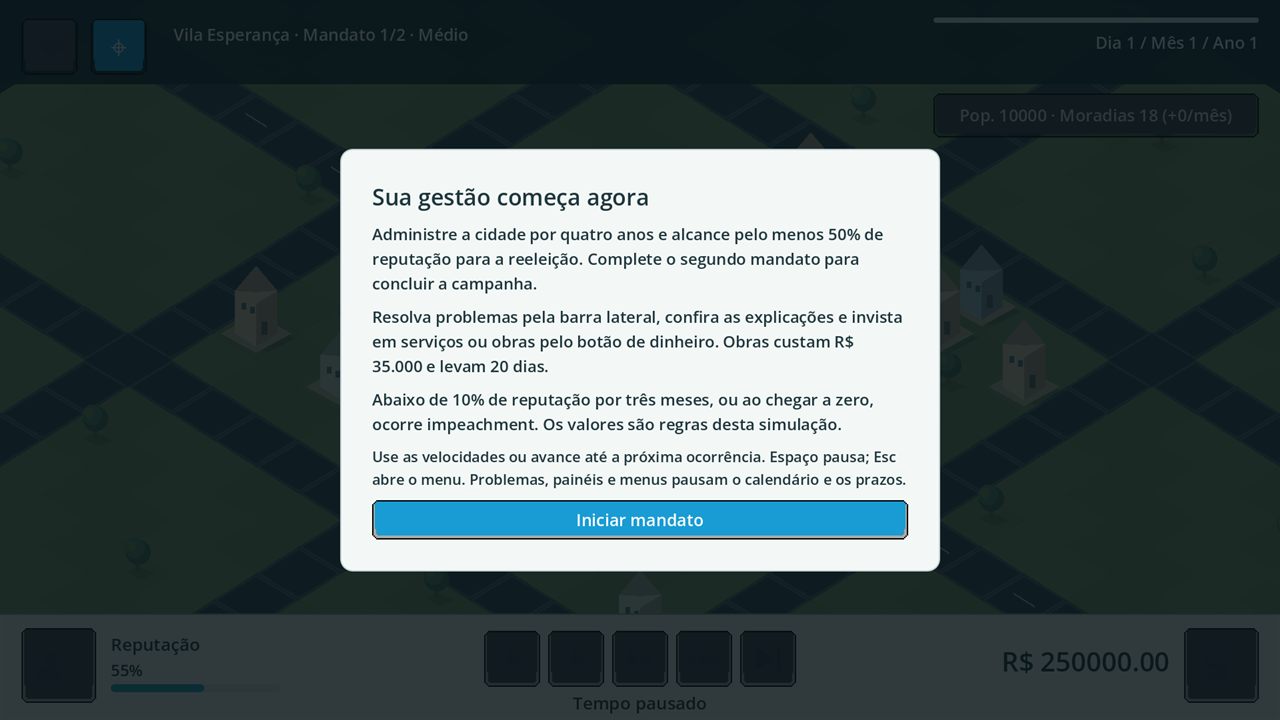 Vila Esperança · Mandato 1/2 · Médio
Dia 1 / Mês 1 / Ano 1
Pop. 10000 · Moradias 18 (+0/mês)
Sua gestão começa agora
Administre a cidade por quatro anos e alcance pelo menos 50% de
reputação para a reeleição. Complete o segundo mandato para
concluir a campanha.
Resolva problemas pela barra lateral, confira as explicações e invista
em serviços ou obras pelo botão de dinheiro. Obras custam R$
35.000 e levam 20 dias.
Abaixo de 10% de reputação por três meses, ou ao chegar a zero,
ocorre impeachment. Os valores são regras desta simulação.
Use as velocidades ou avance até a próxima ocorrência. Espaço pausa; Esc
abre o menu. Problemas, painéis e menus pausam o calendário e os prazos.
Iniciar mandato
Reputação
55%
Tempo pausado
R$ 250000.00